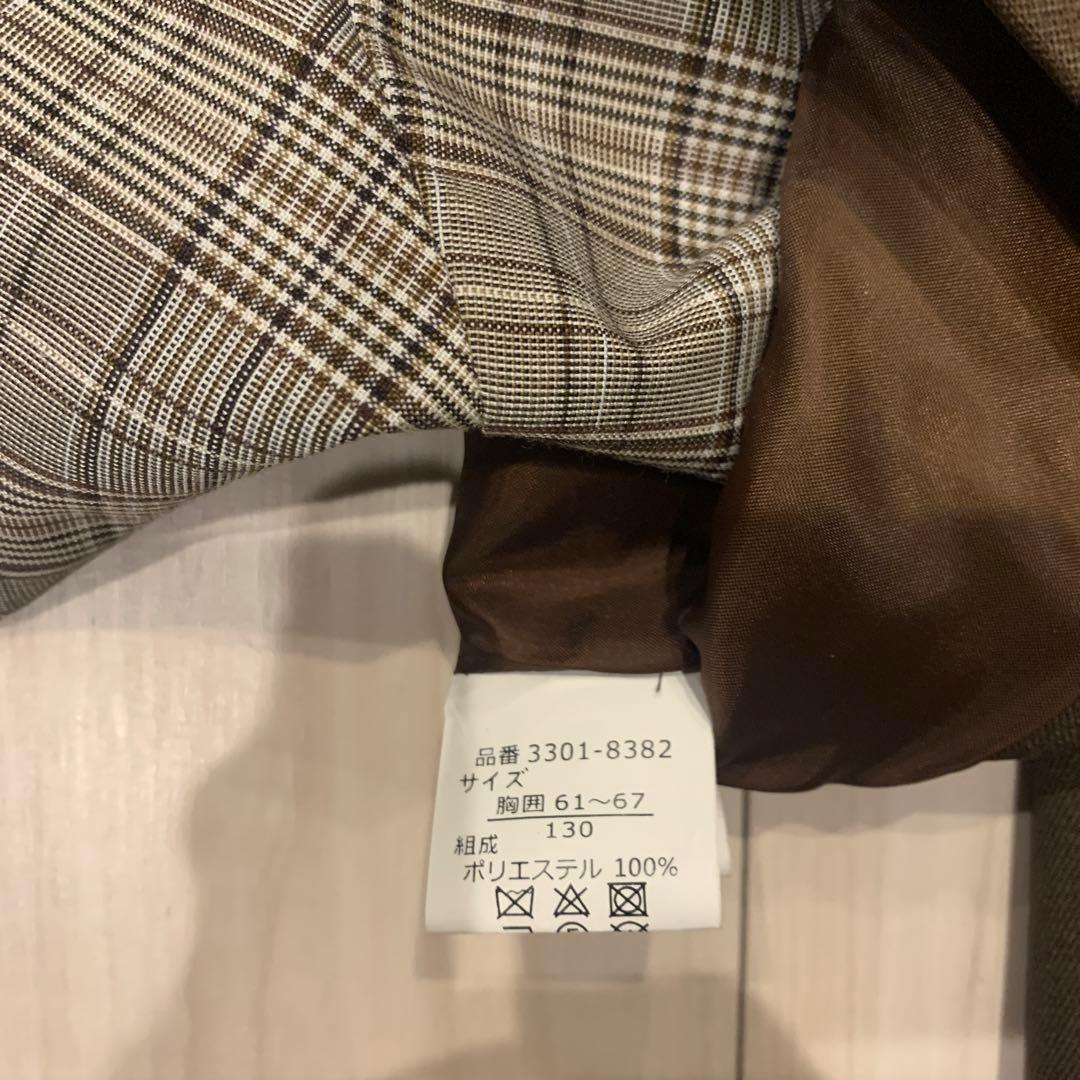 品番 3301-8382
サイズ
胸囲 61～67
130
組成
ポリエステル 100%